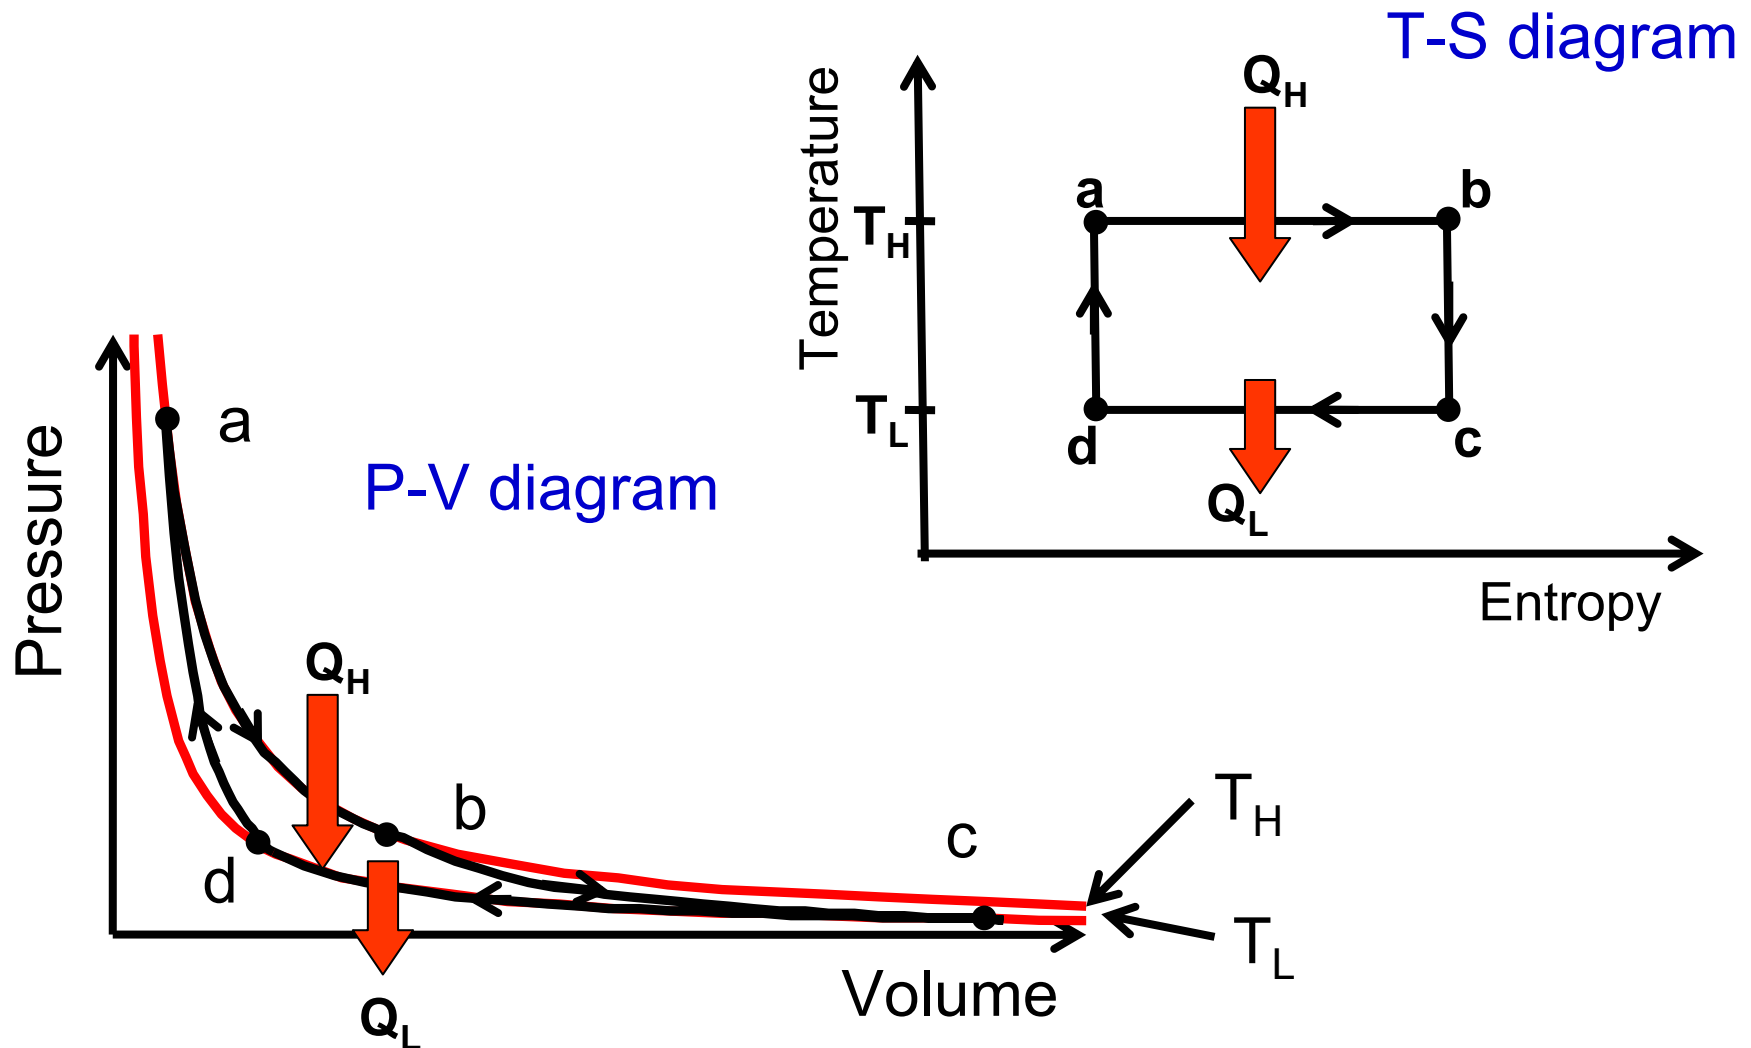 T-S diagram
Temperature
Q_H
a
b
T_H
T_L
d
c
Q_L
Entropy
Pressure
a
P-V diagram
Q_H
b
c
d
T_H
T_L
Volume
Q_L